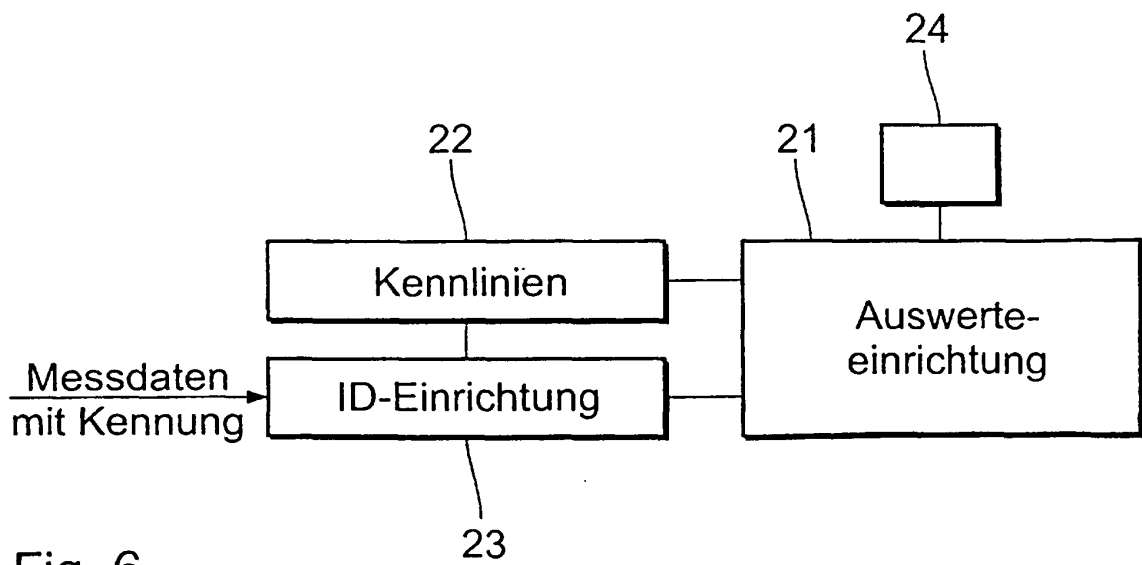 24
22
21
Kennlinien
Auswerte-
einrichtung
Messdaten
mit Kennung
ID-Einrichtung
23
Fig. 6